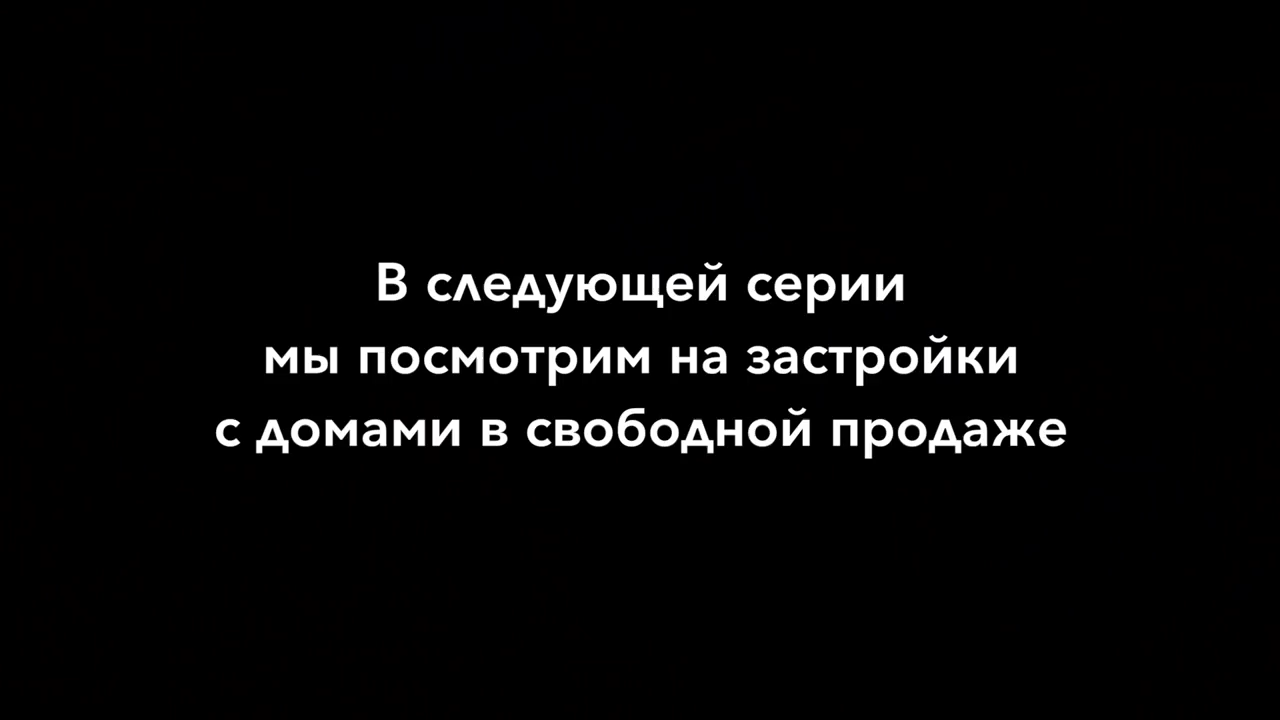 В следующей серии
мы посмотрим на застройки
с домами в свободной продаже